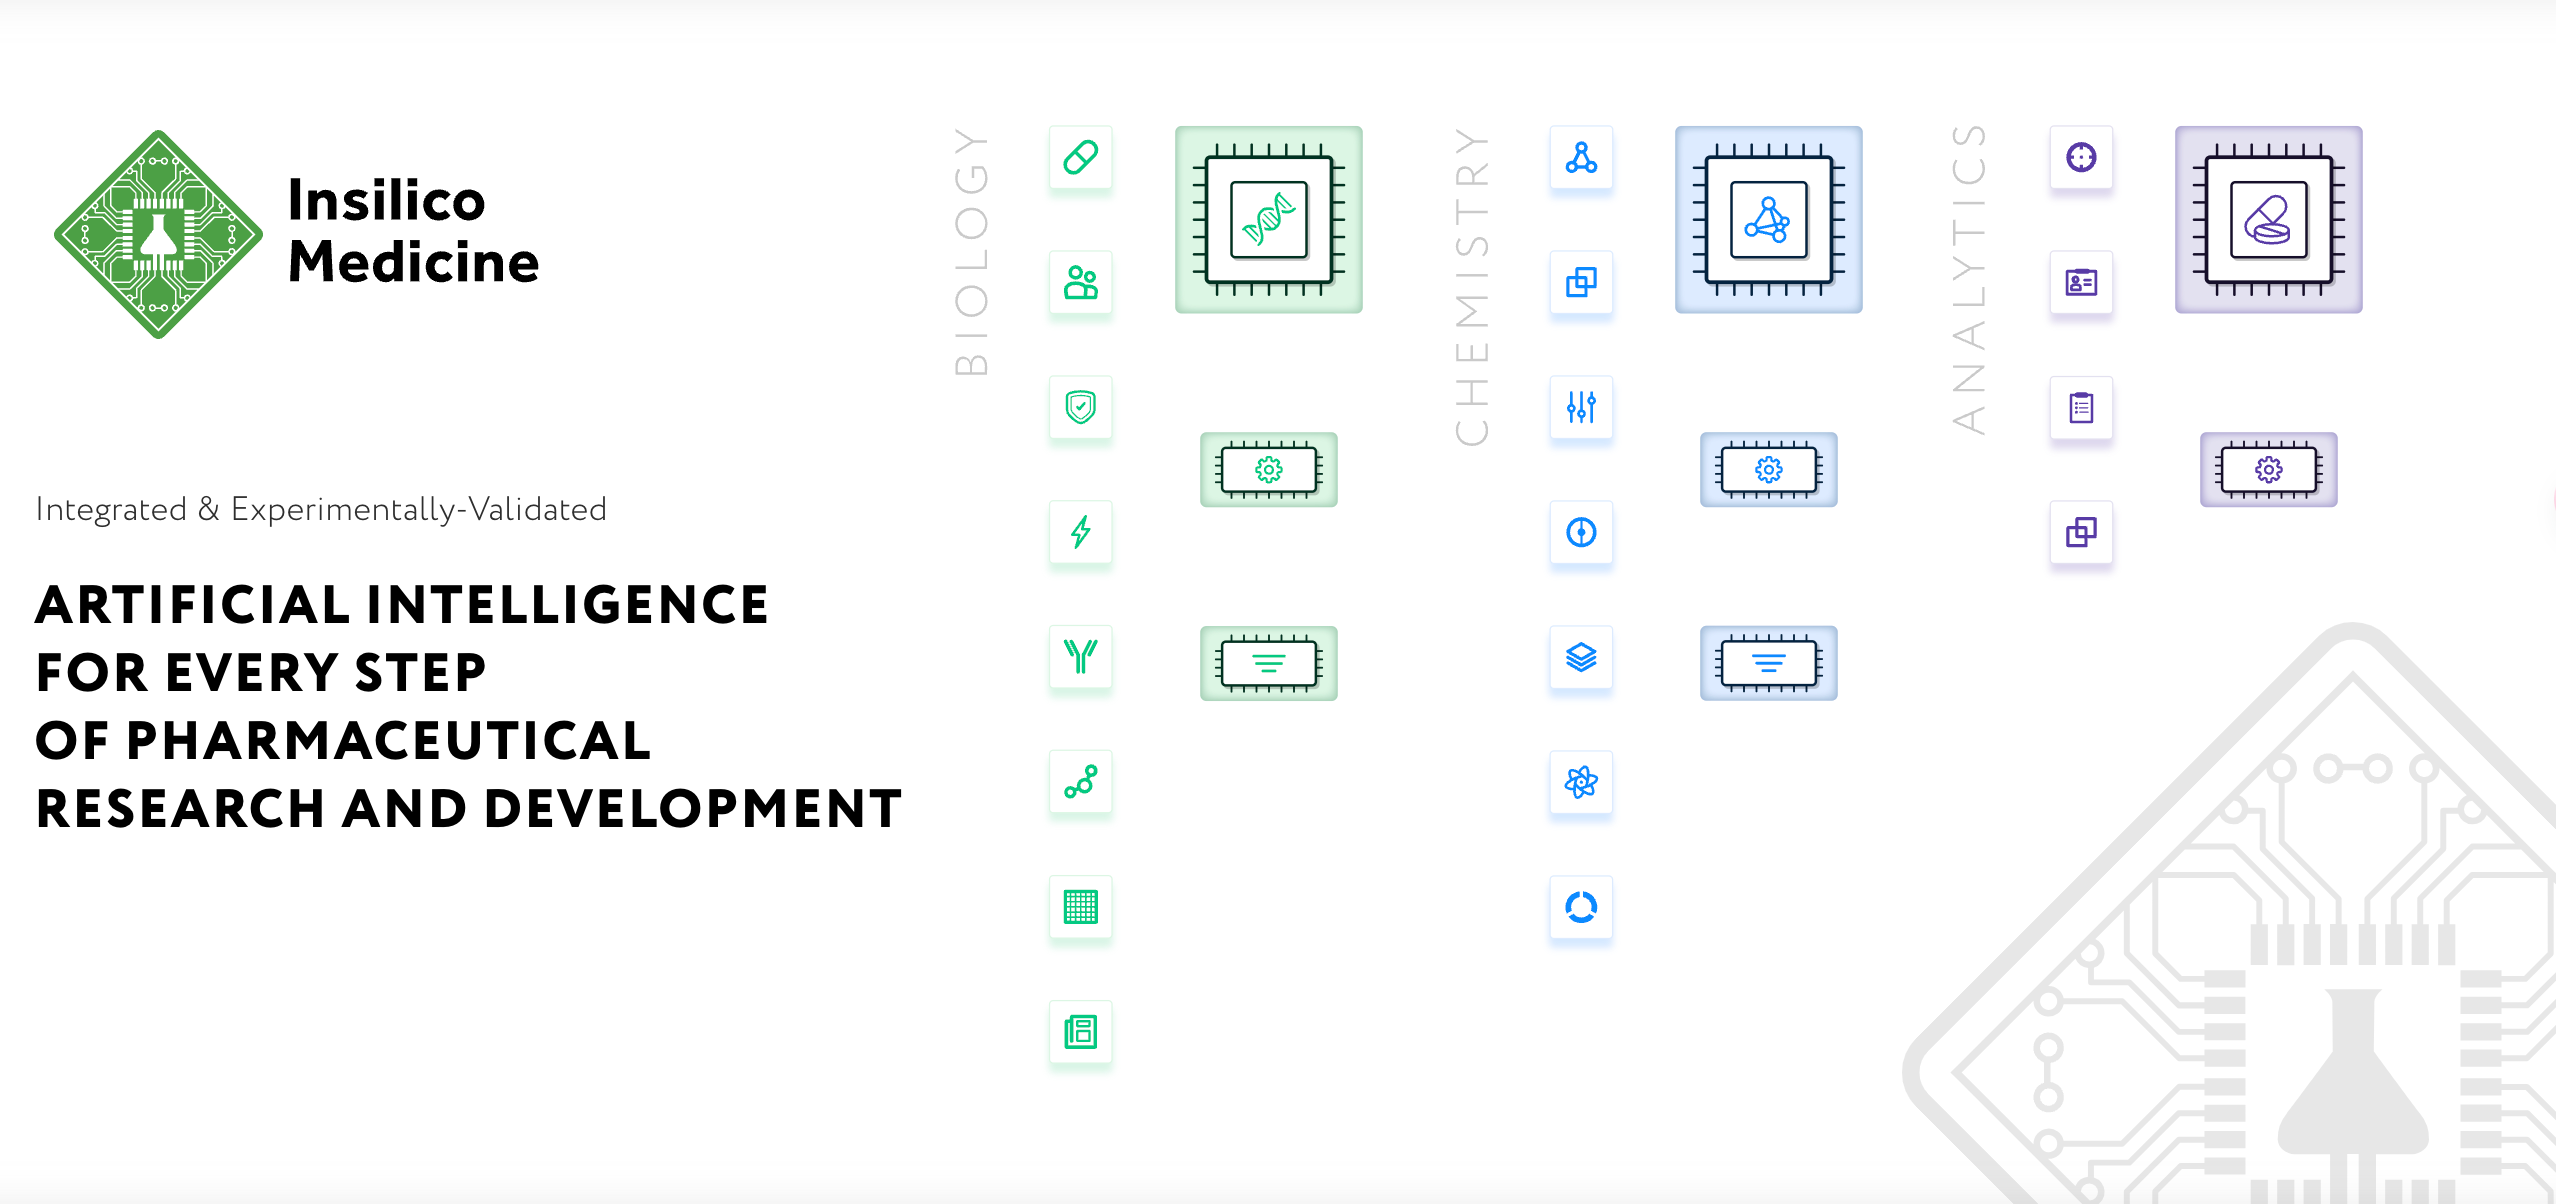 Insilico
Medicine
Integrated & Experimentally-Validated
ARTIFICIAL INTELLIGENCE
FOR EVERY STEP
OF PHARMACEUTICAL
RESEARCH AND DEVELOPMENT
BIOLOGY
CHEMISTRY
ANALYTICS